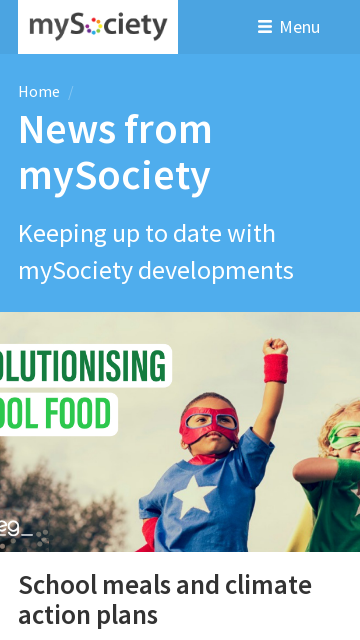 mySociety
Menu
Home /
News from
mySociety
Keeping up to date with
mySociety developments
OLUTIONISING
OOL FOOD
eg_
School meals and climate
action plans